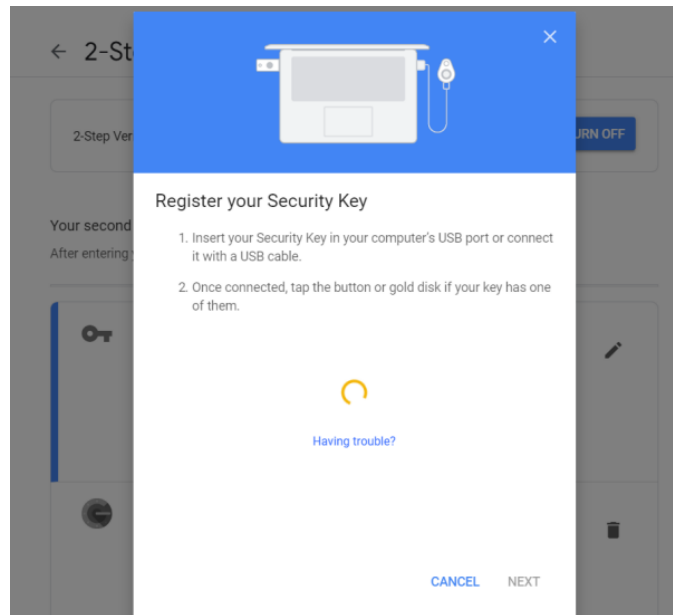 2-St
2-Step Ver
URN OFF
Your second
After entering
Register your Security Key
1. Insert your Security Key in your computer's USB port or connect
it with a USB cable.
2. Once connected, tap the button or gold disk if your key has one
of them.
Having trouble?
CANCEL NEXT